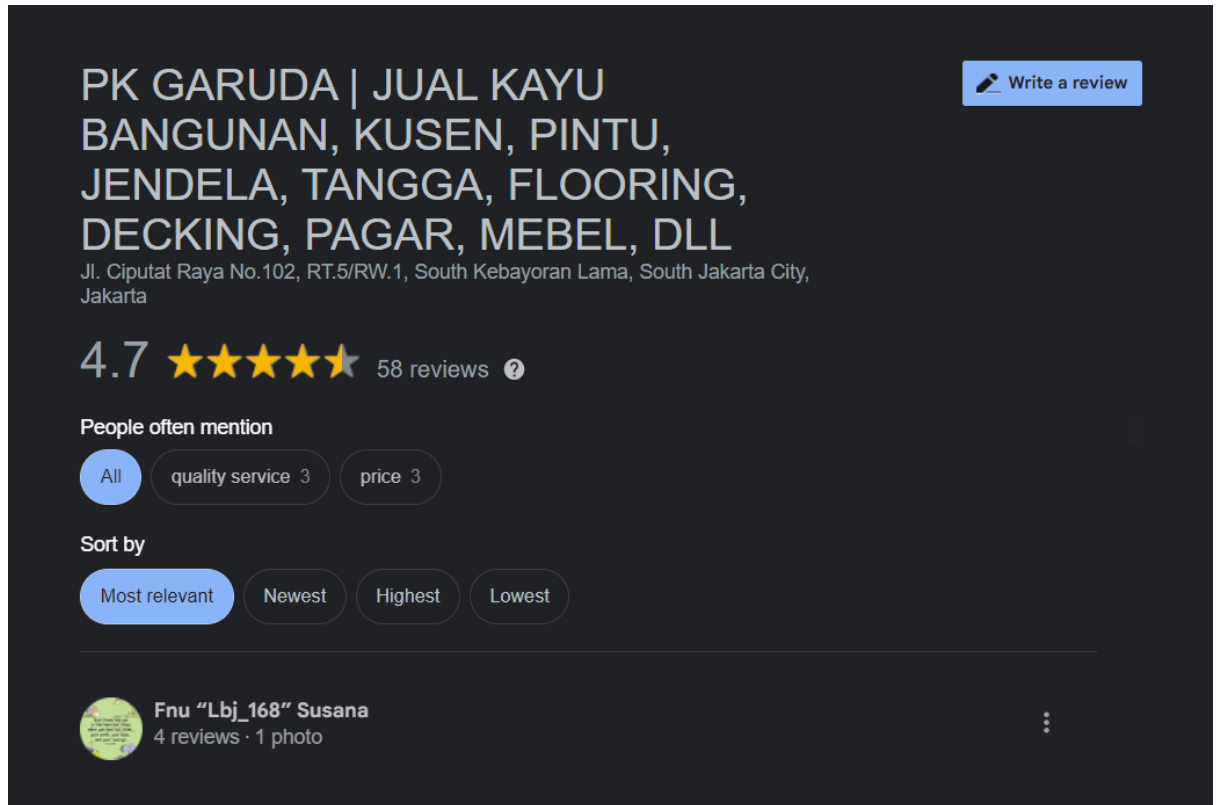 PK GARUDA | JUAL KAYU
BANGUNAN, KUSEN, PINTU,
JENDELA, TANGGA, FLOORING,
DECKING, PAGAR, MEBEL, DLL
Write a review
Jl. Ciputat Raya No.102, RT.5/RW.1, South Kebayoran Lama, South Jakarta City,
Jakarta
4.7 58 reviews ?
People often mention
All quality service 3 price 3
Sort by
Most relevant Newest Highest Lowest
Fnu “Lbj_168” Susana
4 reviews · 1 photo